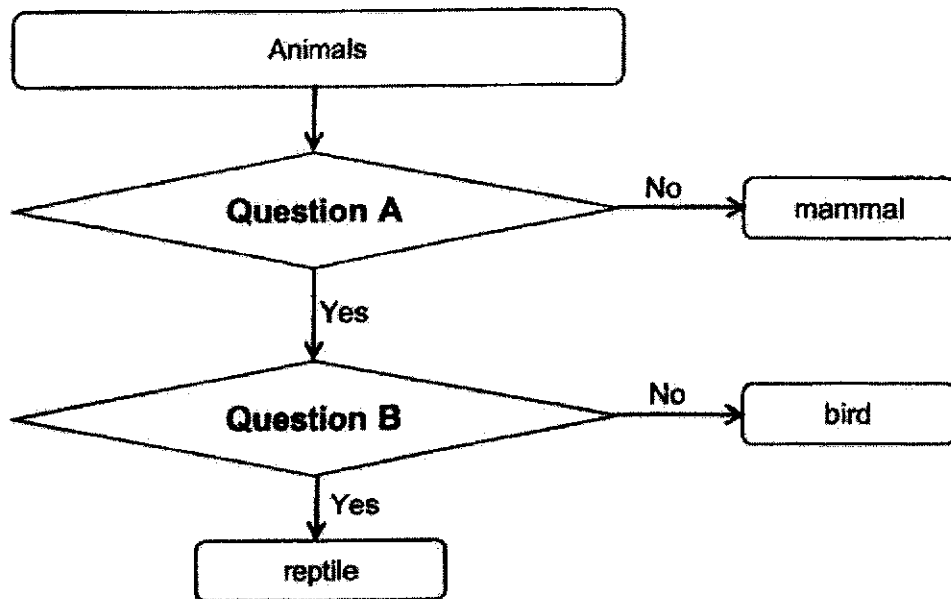 Animals
Question A
No
mammal
Yes
Question B
No
bird
Yes
reptile